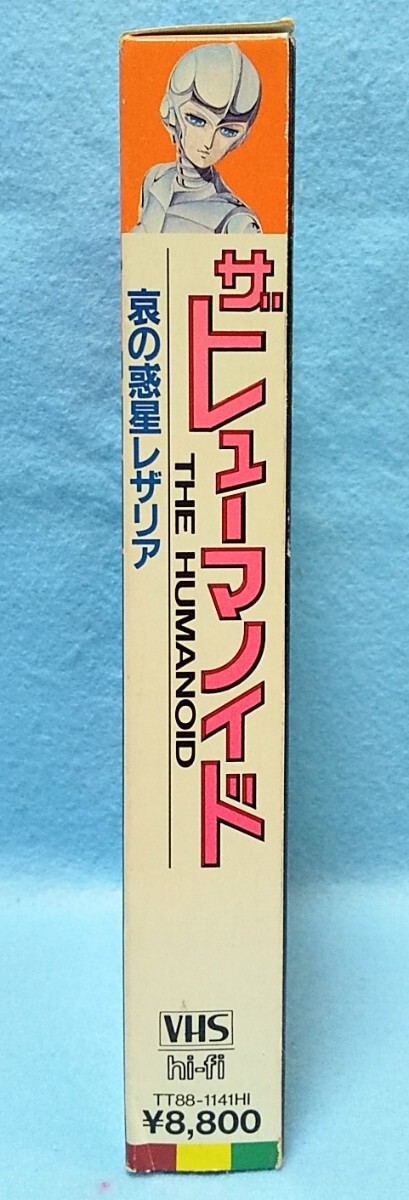 ザ ヒューマノイド
THE HUMANOID
哀の惑星レザリア
VHS
hi-fi
TT88-1141HI
¥8,800